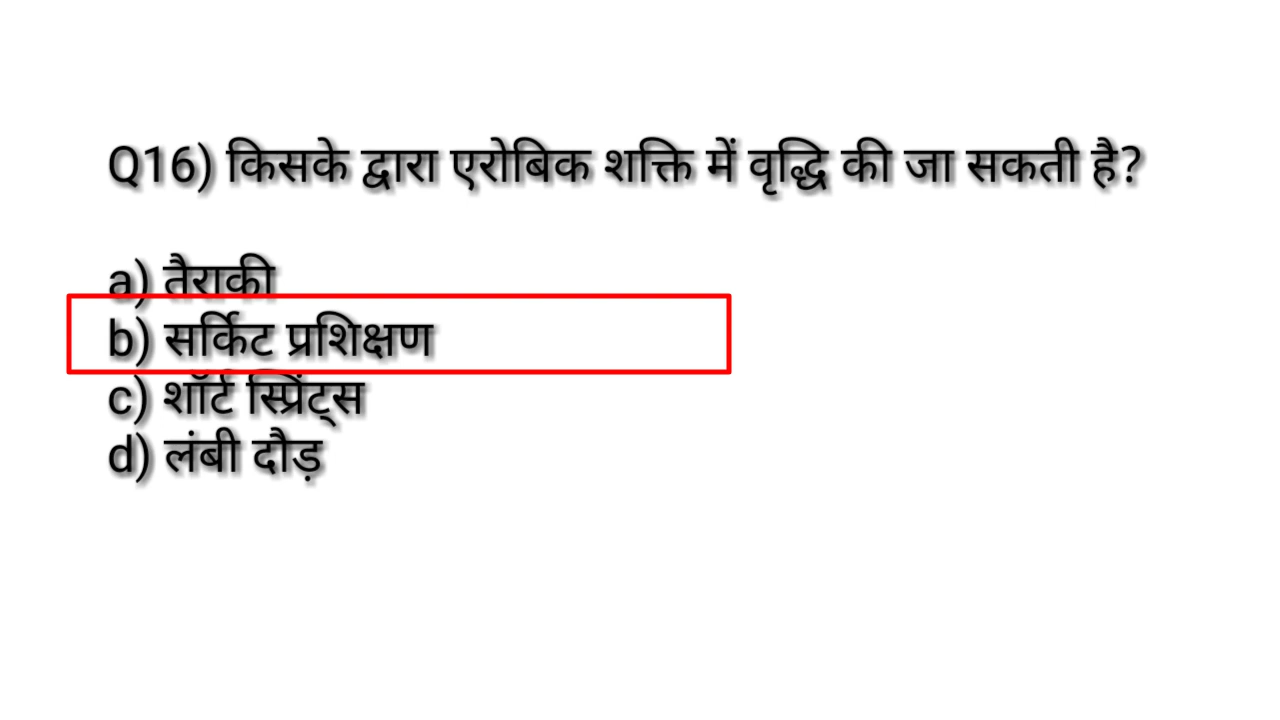 Q16) किसके द्वारा एरोबिक शक्ति में वृद्धि की जा सकती है?
a) तैराकी
b) सर्किट प्रशिक्षण
c) शॉर्ट स्प्रिंट्स
d) लंबी दौड़